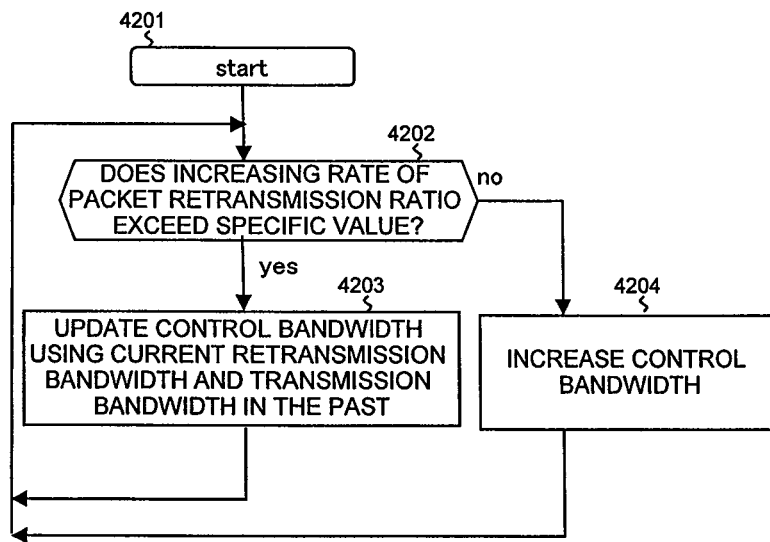 4201
start
4202
DOES INCREASING RATE OF
PACKET RETRANSMISSION RATIO
EXCEED SPECIFIC VALUE?
no
yes
4203
UPDATE CONTROL BANDWIDTH
USING CURRENT RETRANSMISSION
BANDWIDTH AND TRANSMISSION
BANDWIDTH IN THE PAST
4204
INCREASE CONTROL
BANDWIDTH